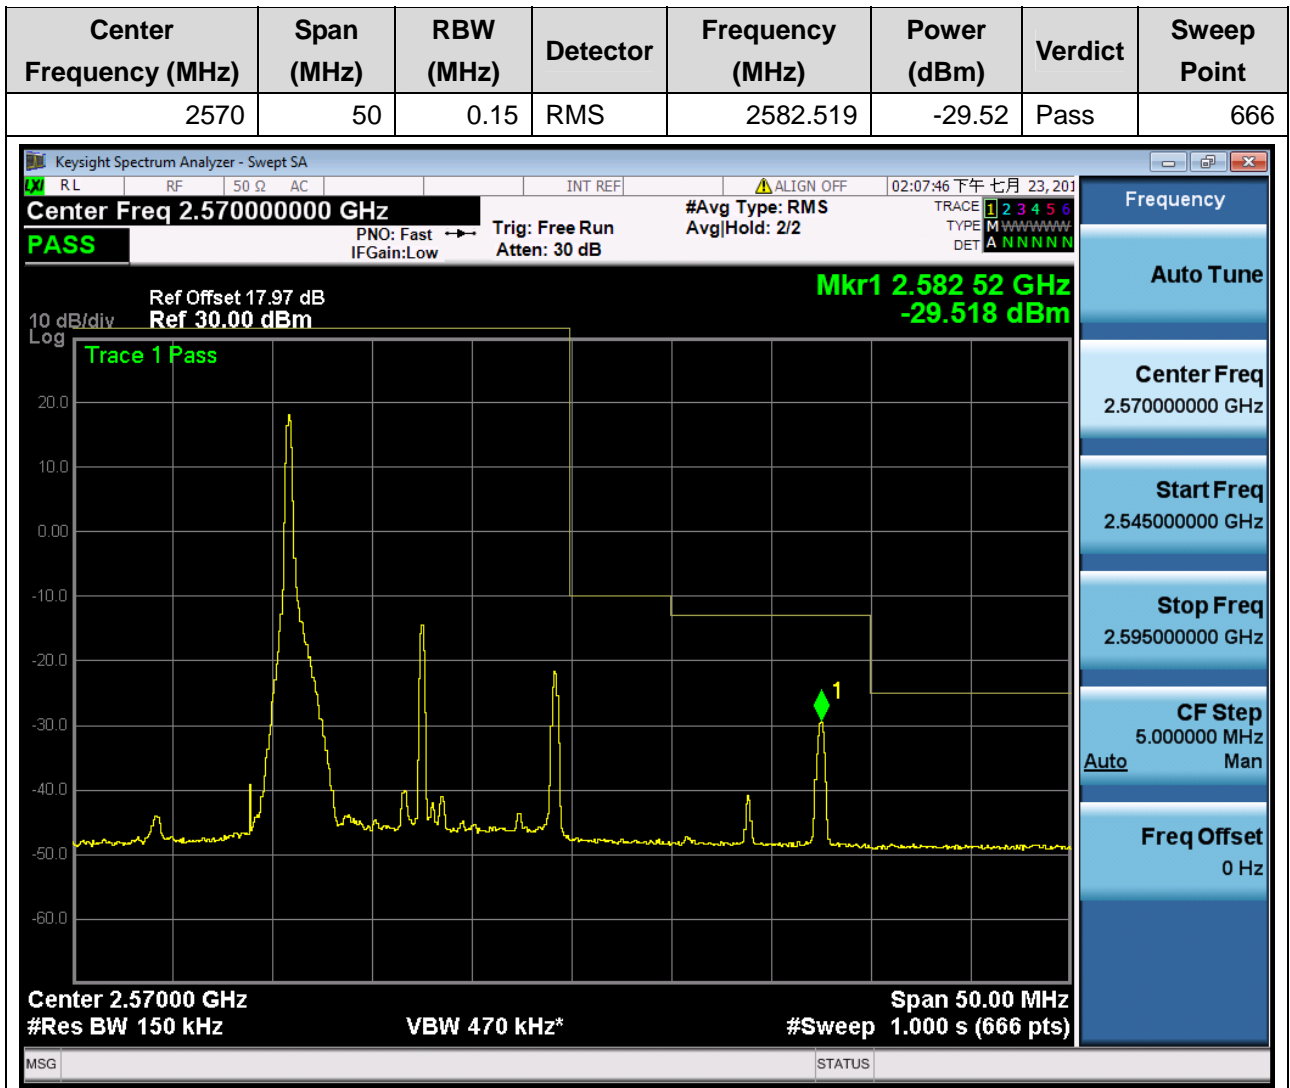 Center Frequency (MHz) Span (MHz) RBW (MHz) Detector Frequency (MHz) Power (dBm) Verdict Sweep Point
2570 50 0.15 RMS 2582.519 -29.52 Pass 666
Keysight Spectrum Analyzer - Swept SA
LXI RL RF 50 Ω AC INT REF ALIGN OFF 02:07:46 下午 七月 23, 201
Center Freq 2.570000000 GHz
PASS
PNO: Fast
IFGain:Low
Trig: Free Run
Atten: 30 dB
#Avg Type: RMS
Avg|Hold: 2/2
TRACE 1 2 3 4 5 6
TYPE M WWWWW
DET A N N N N N
Frequency
Auto Tune
Center Freq
2.570000000 GHz
Start Freq
2.545000000 GHz
Stop Freq
2.595000000 GHz
CF Step
5.000000 MHz
Auto Man
Freq Offset
0 Hz
Mkr1 2.582 52 GHz
-29.518 dBm
Ref Offset 17.97 dB
10 dB/div Ref 30.00 dBm
Log
Trace 1 Pass
20.0
10.0
0.00
-10.0
-20.0
-30.0
-40.0
-50.0
-60.0
1
Center 2.57000 GHz Span 50.00 MHz
#Res BW 150 kHz VBW 470 kHz* #Sweep 1.000 s (666 pts)
MSG STATUS